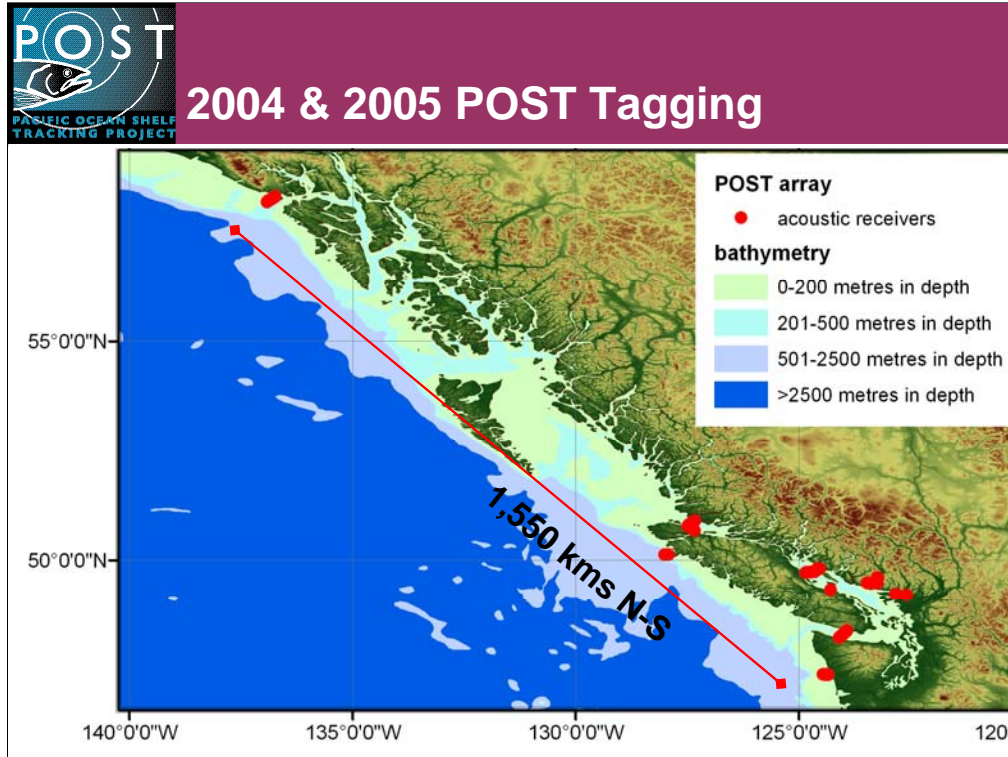 POST
PACIFIC OCEAN SHELF
TRACKING PROJECT
2004 & 2005 POST Tagging
POST array
acoustic receivers
bathymetry
0-200 metres in depth
201-500 metres in depth
501-2500 metres in depth
>2500 metres in depth
55°0'0"N
50°0'0"N
1,550 kms N-S
140°0'0"W
135°0'0"W
130°0'0"W
125°0'0"W
120°0